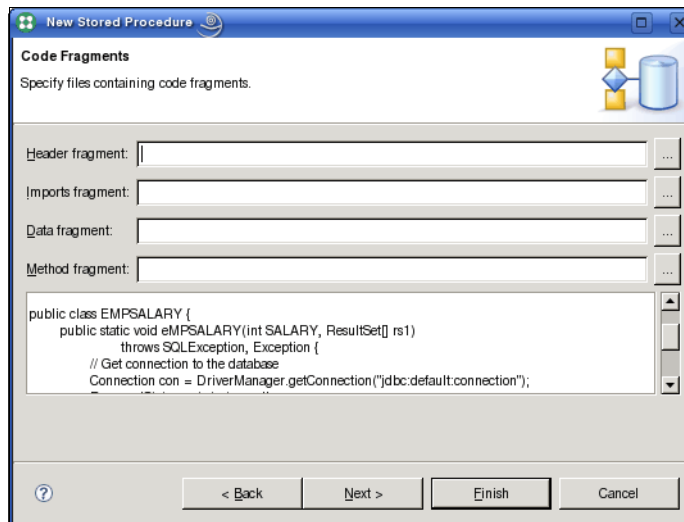 New Stored Procedure
Code Fragments
Specify files containing code fragments.
Header fragment:
...
Imports fragment:
...
Data fragment:
...
Method fragment:
...
public class EMPSALARY {
public static void eMPSALARY(int SALARY, ResultSet[] rs1)
throws SQLException, Exception {
// Get connection to the database
Connection con = DriverManager.getConnection("jdbc:default:connection");
?
< Back
Next >
Finish
Cancel